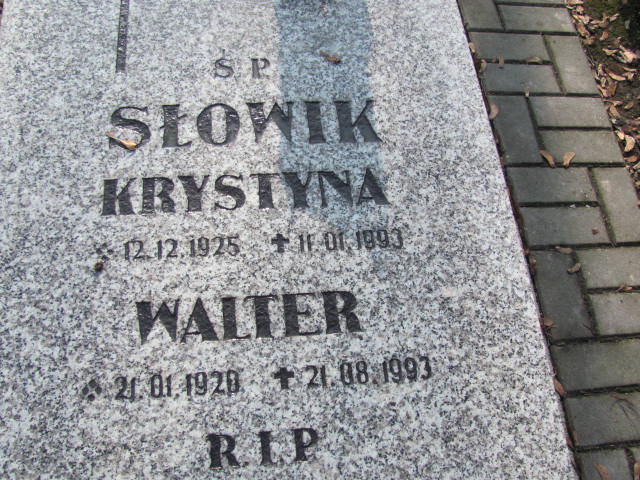 Ś P
SŁOWIK
KRYSTYNA
12.12.1925 ✝ 11.01.1993
WALTER
21.01.1920 ✝ 21.08.1993
R.I.P